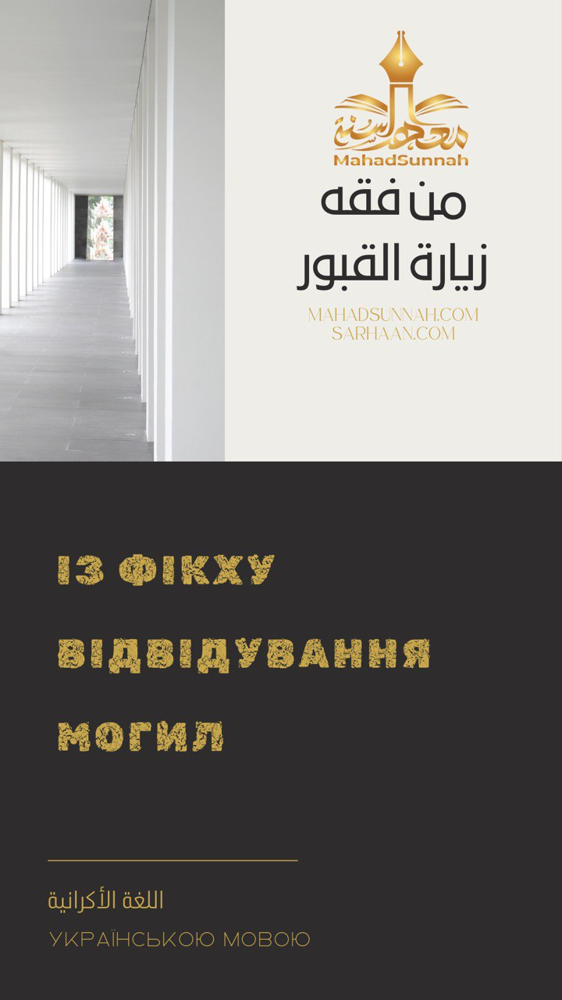 معهد السنة
MahadSunnah
من فقه
زيارة القبور
MAHADSUNNAH.COM
SARHAAN.COM
ІЗ ФІКХУ
ВІДВІДУВАННЯ
МОГИЛ
اللغة الأكرانية
УКРАЇНСЬКОЮ МОВОЮ